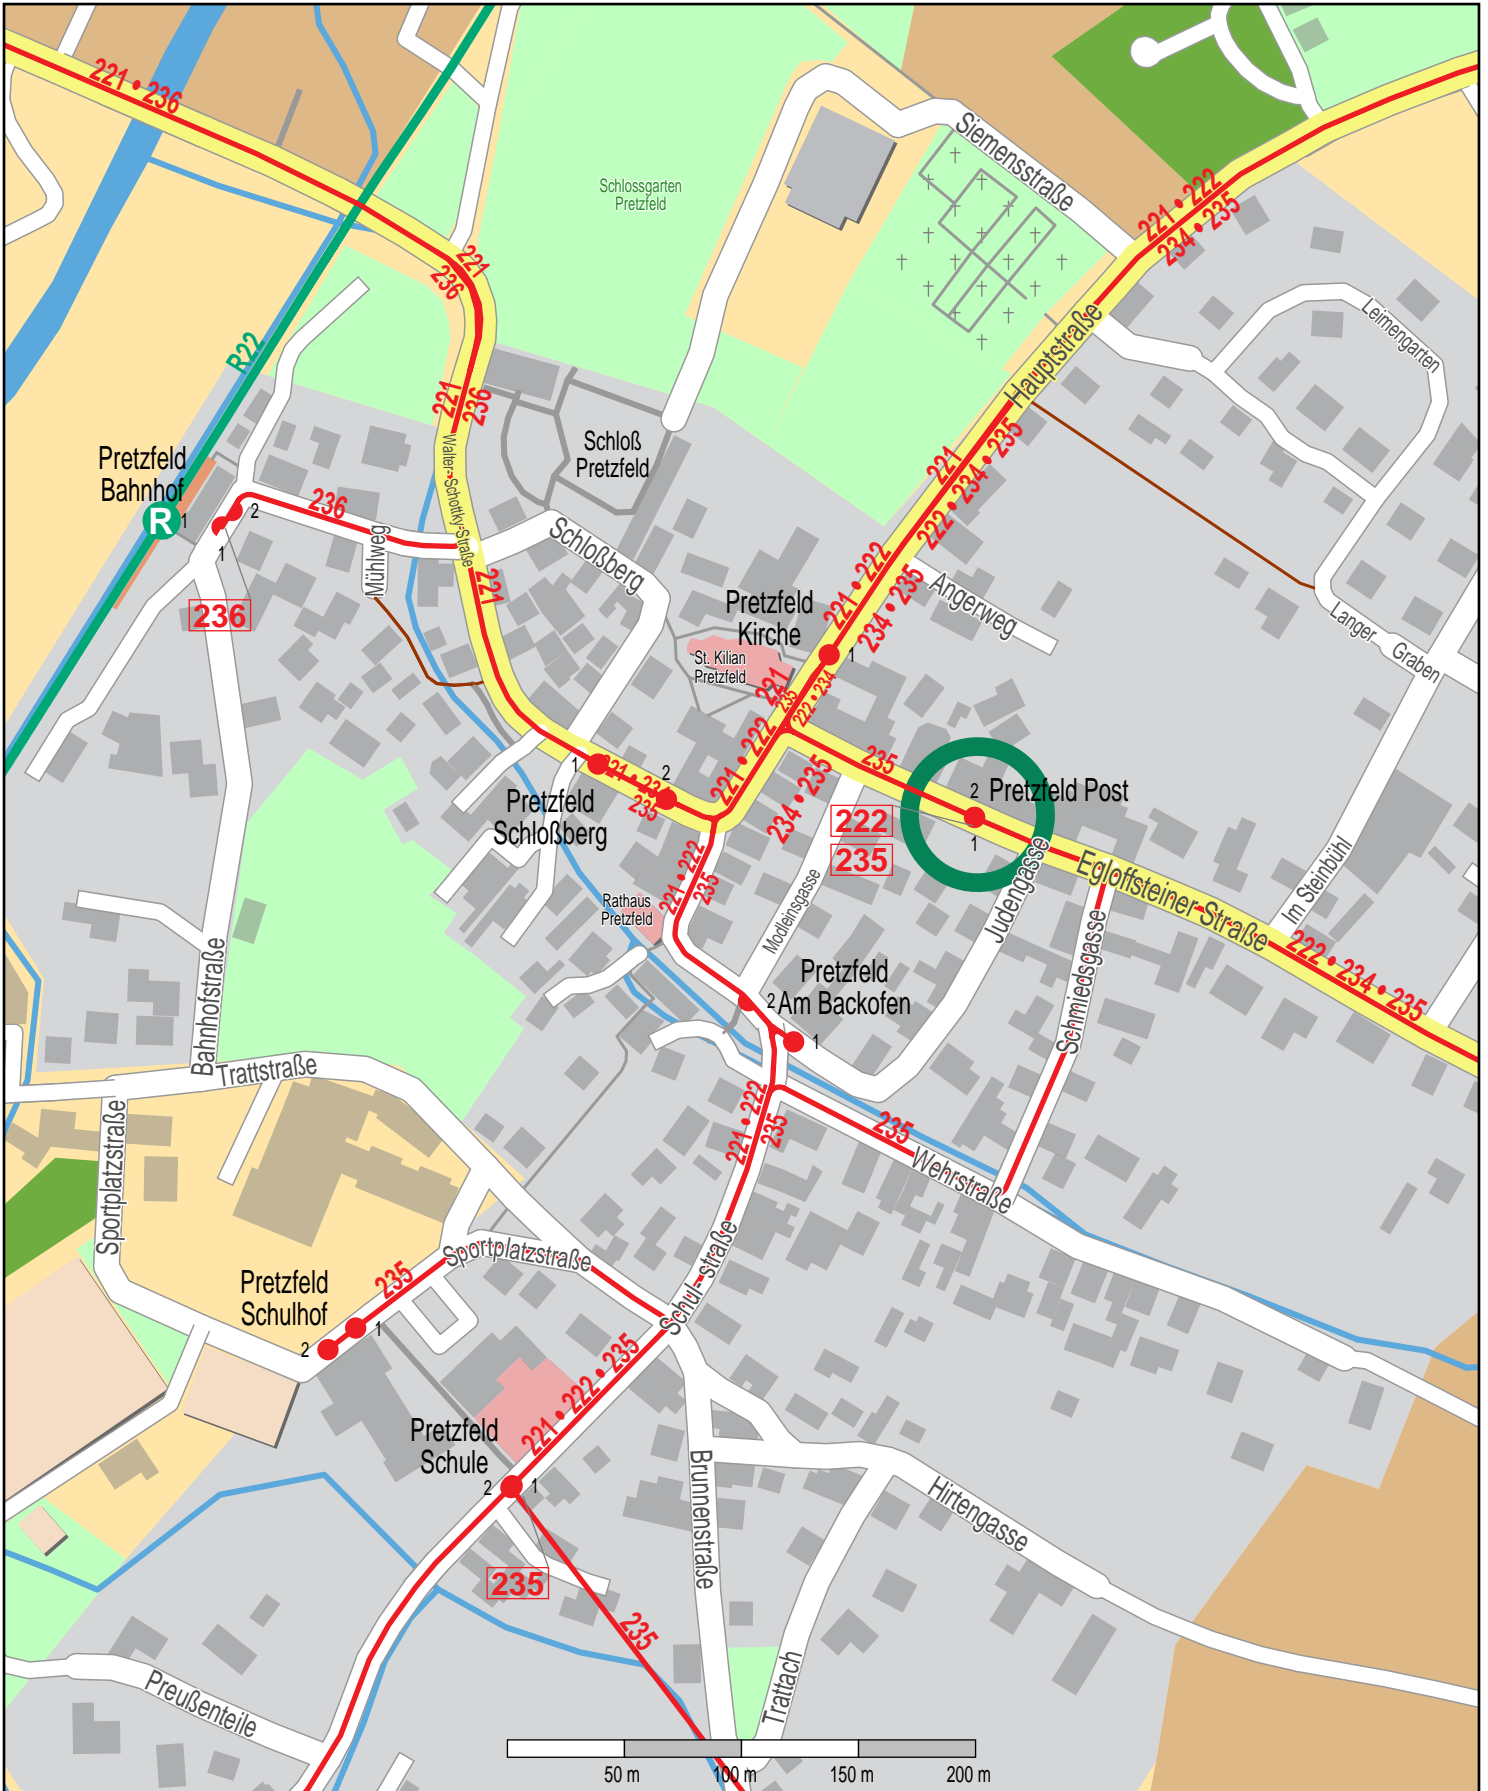 221 • 236
Siemensstraße
Schlossgarten
Pretzfeld
221 • 222
234 • 235
221
236
R22
Leimengarten
Hauptstraße
221
236
Walter-Schottky-Straße
Schloß
Pretzfeld
221
222 • 234 • 235
Pretzfeld
Bahnhof
R
1
2
1
236
236
Mühlweg
Schloßberg
221
221 • 222
234 • 235
Angerweg
Langer
Graben
Pretzfeld
Kirche
1
St. Kilian
Pretzfeld
221
235
222 • 234
221 • 222
234 • 235
235
1
2
235
Pretzfeld
Schloßberg
2
Pretzfeld Post
1
222
235
Judengasse
Egloffsteiner Straße
Im Steinbühl
221 • 222
235
Rathaus
Pretzfeld
Modleinsgasse
Schmiedsgasse
222 • 234 • 235
Pretzfeld
Am Backofen
2
1
Bahnhofstraße
Trattstraße
Sportplatzstraße
221 • 222
235
235
Wehrstraße
Sportplatzstraße
Schul-straße
Pretzfeld
Schulhof
235
1
2
221 • 222 • 235
Pretzfeld
Schule
2
1
Brunnenstraße
Hirtengasse
235
235
Trattach
Preußenteile
50 m
100 m
150 m
200 m